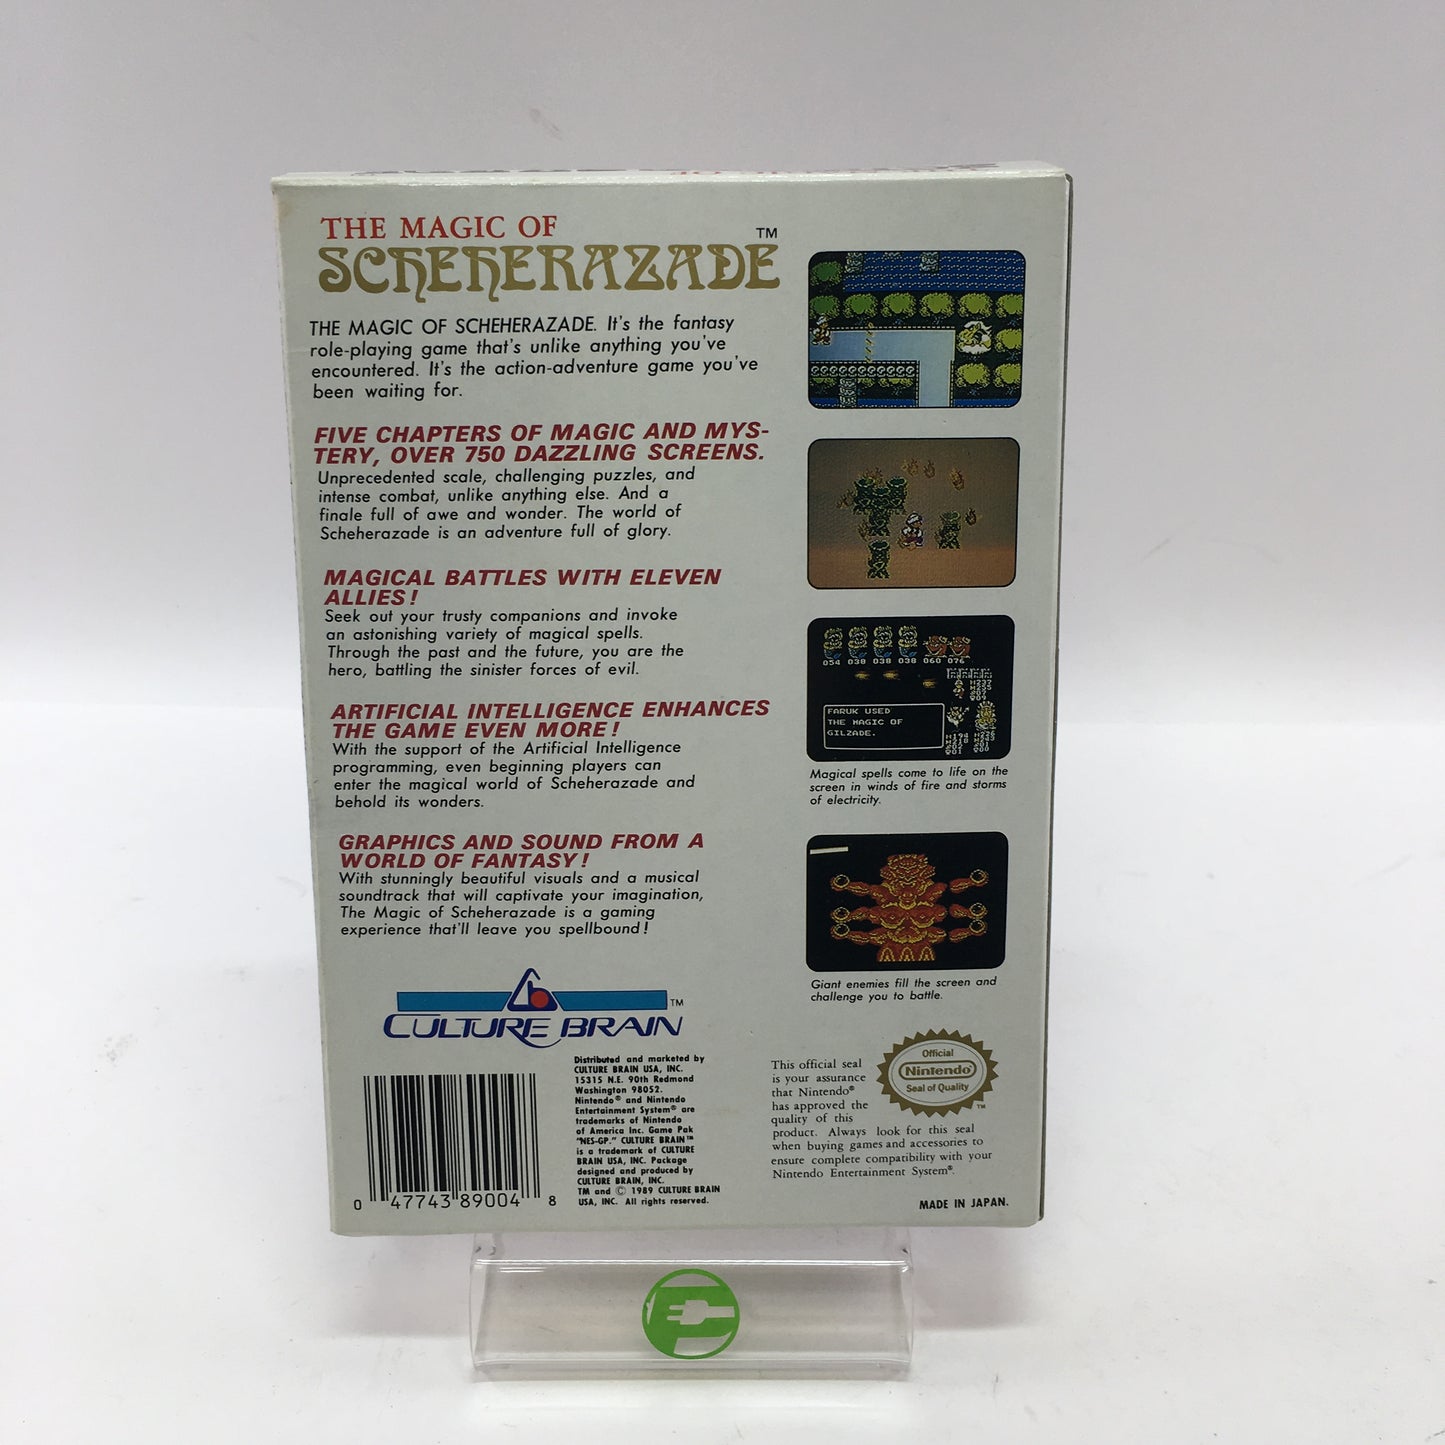 THE MAGIC OF
SCHEHERAZADE™
THE MAGIC OF SCHEHERAZADE. It's the fantasy
role-playing game that's unlike anything you've
encountered. It's the action-adventure game you've
been waiting for.
FIVE CHAPTERS OF MAGIC AND MYS-
TERY, OVER 750 DAZZLING SCREENS.
Unprecedented scale, challenging puzzles, and
intense combat, unlike anything else. And a
finale full of awe and wonder. The world of
Scheherazade is an adventure full of glory.
MAGICAL BATTLES WITH ELEVEN
ALLIES!
Seek out your trusty companions and invoke
an astonishing variety of magical spells.
Through the past and the future, you are the
hero, battling the sinister forces of evil.
ARTIFICIAL INTELLIGENCE ENHANCES
THE GAME EVEN MORE!
With the support of the Artificial Intelligence
programming, even beginning players can
enter the magical world of Scheherazade and
behold its wonders.
GRAPHICS AND SOUND FROM A
WORLD OF FANTASY!
With stunningly beautiful visuals and a musical
soundtrack that will captivate your imagination,
The Magic of Scheherazade is a gaming
experience that'll leave you spellbound!
CULTURE BRAIN™
054 038 038 038 060 076
FARUK USED
THE MAGIC OF
GILZADE.
Magical spells come to life on the
screen in winds of fire and storms
of electricity.
Giant enemies fill the screen and
challenge you to battle.
0 47743 89004 8
Distributed and marketed by
CULTURE BRAIN USA, INC.
15315 N.E. 90th Redmond
Washington 98052.
Nintendo® and Nintendo
Entertainment System® are
trademarks of Nintendo
of America Inc. Game Pak
"NES-GP." CULTURE BRAIN™
is a trademark of CULTURE
BRAIN USA, INC. Package
designed and produced by
CULTURE BRAIN, INC.
TM and © 1989 CULTURE BRAIN
USA, INC. All rights reserved.
This official seal
is your assurance
that Nintendo®
has approved the
quality of this
product. Always look for this seal
when buying games and accessories to
ensure complete compatibility with your
Nintendo Entertainment System®.
Official
Nintendo®
Seal of Quality
™
MADE IN JAPAN.